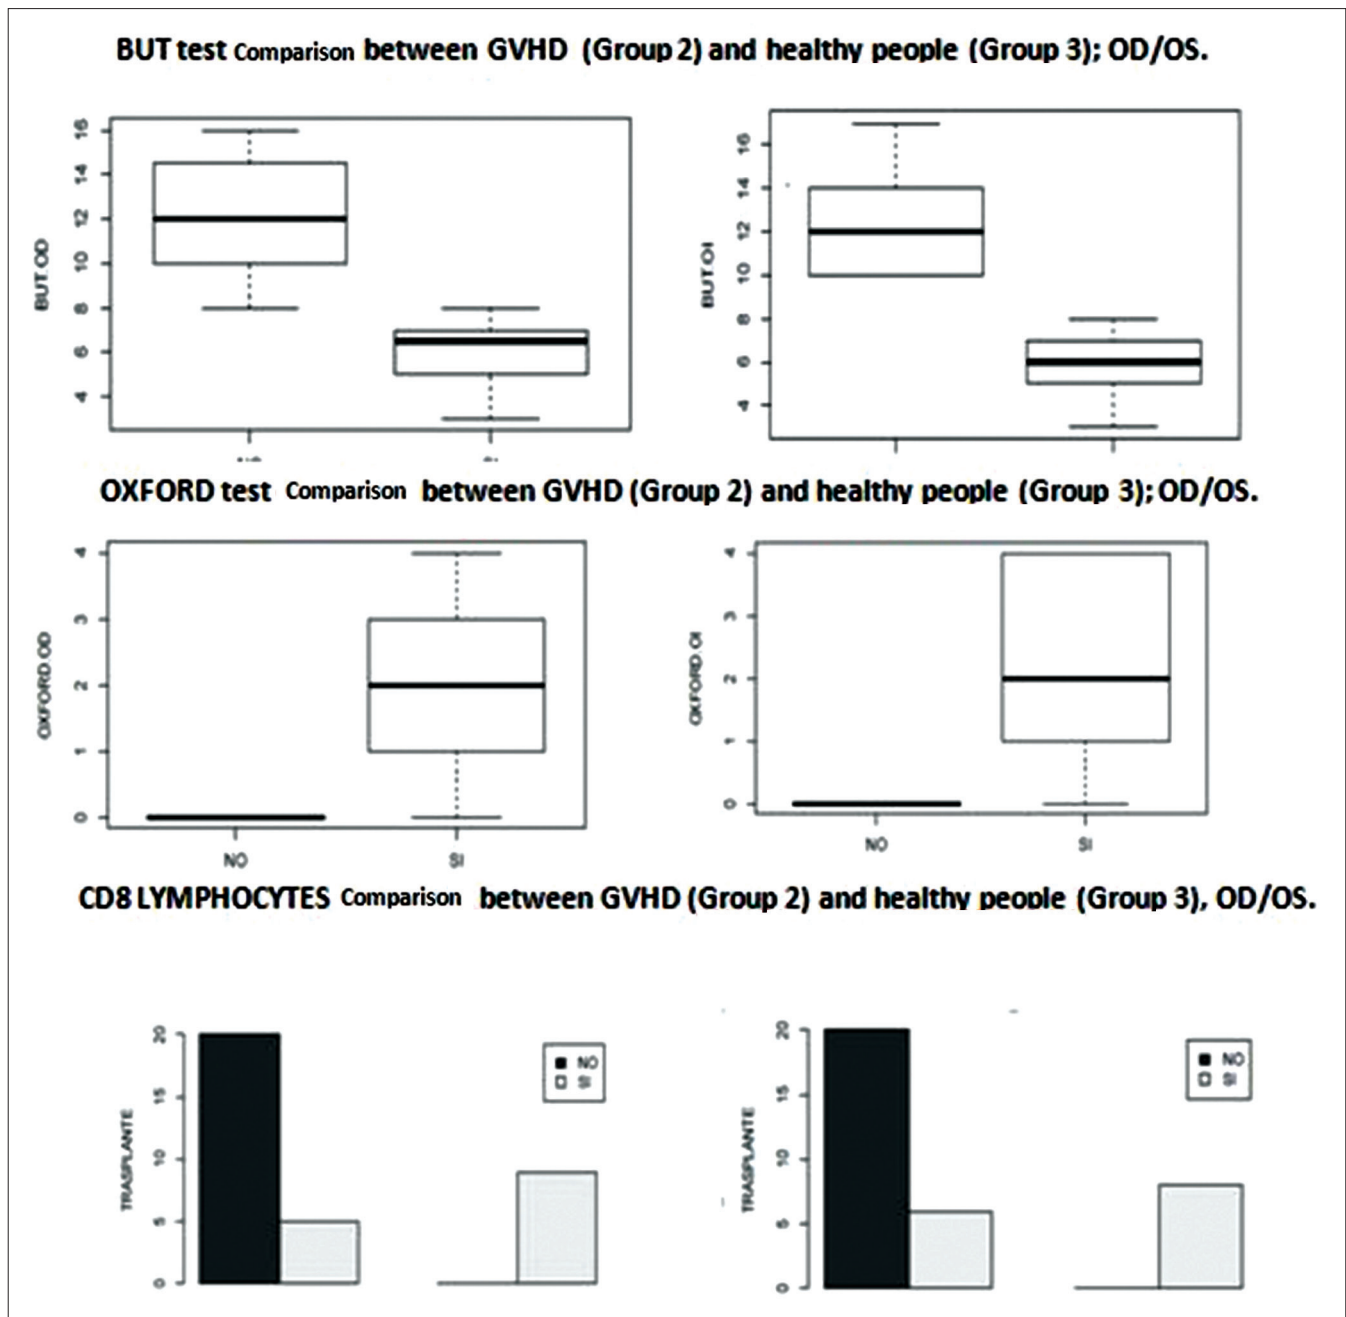 BUT test Comparison between GVHD (Group 2) and healthy people (Group 3); OD/OS.
16
14
12
10
8
6
4
BUT.OD
16
14
12
10
8
6
4
BUT.OI
OXFORD test Comparison between GVHD (Group 2) and healthy people (Group 3); OD/OS.
4
3
2
1
0
OXFORD.OD
NO SI
4
3
2
1
0
OXFORD.OI
NO SI
CD8 LYMPHOCYTES Comparison between GVHD (Group 2) and healthy people (Group 3), OD/OS.
20
15
10
5
0
TRASPLANTE
NO
SI
20
15
10
5
0
TRASPLANTE
NO
SI